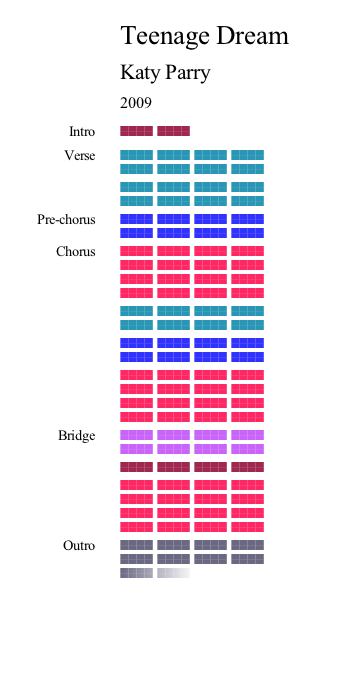 Teenage Dream
Katy Parry
2009
Intro
Verse
Pre-chorus
Chorus
Bridge
Outro